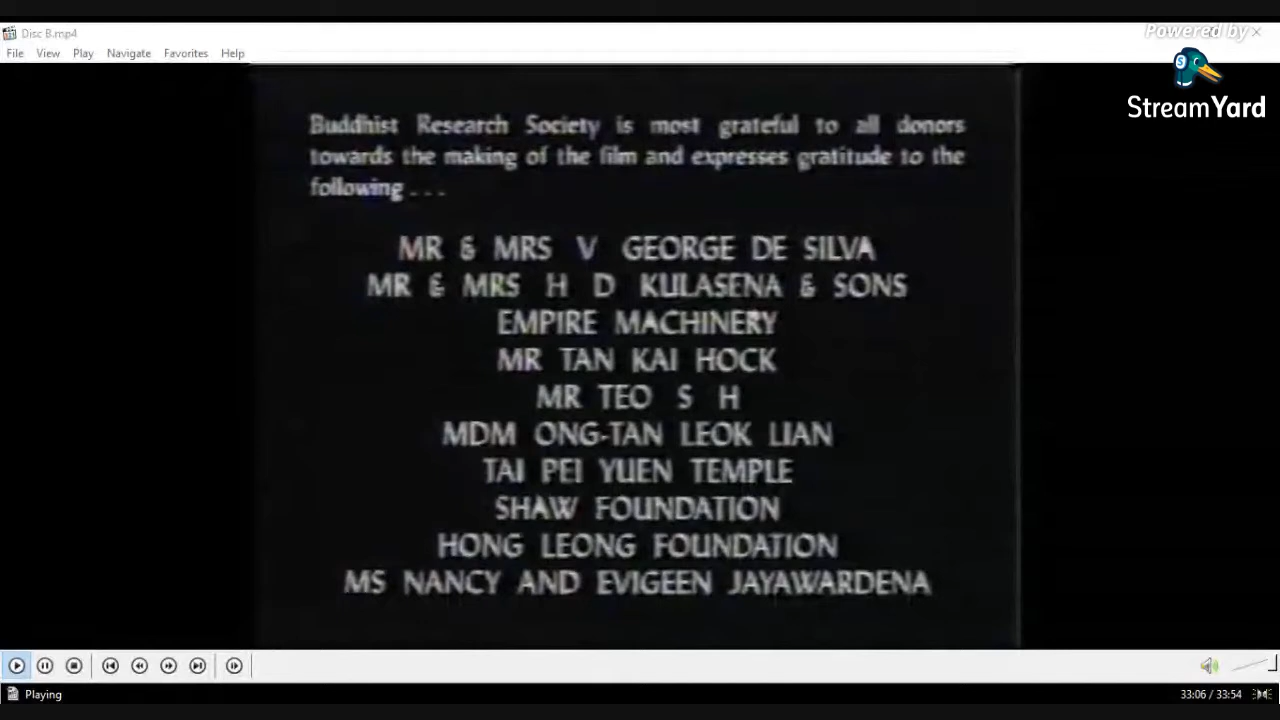 Disc B.mp4
Powered by
File View Play Navigate Favorites Help
StreamYard
Buddhist Research Society is most grateful to all donors
towards the making of the film and expresses gratitude to the
following . . .
MR & MRS V GEORGE DE SILVA
MR & MRS H D KULASENA & SONS
EMPIRE MACHINERY
MR TAN KAI HOCK
MR TEO S H
MDM ONG-TAN LEOK LIAN
TAI PEI YUEN TEMPLE
SHAW FOUNDATION
HONG LEONG FOUNDATION
MS NANCY AND EVIGEEN JAYAWARDENA
Playing
33:06 / 33:54